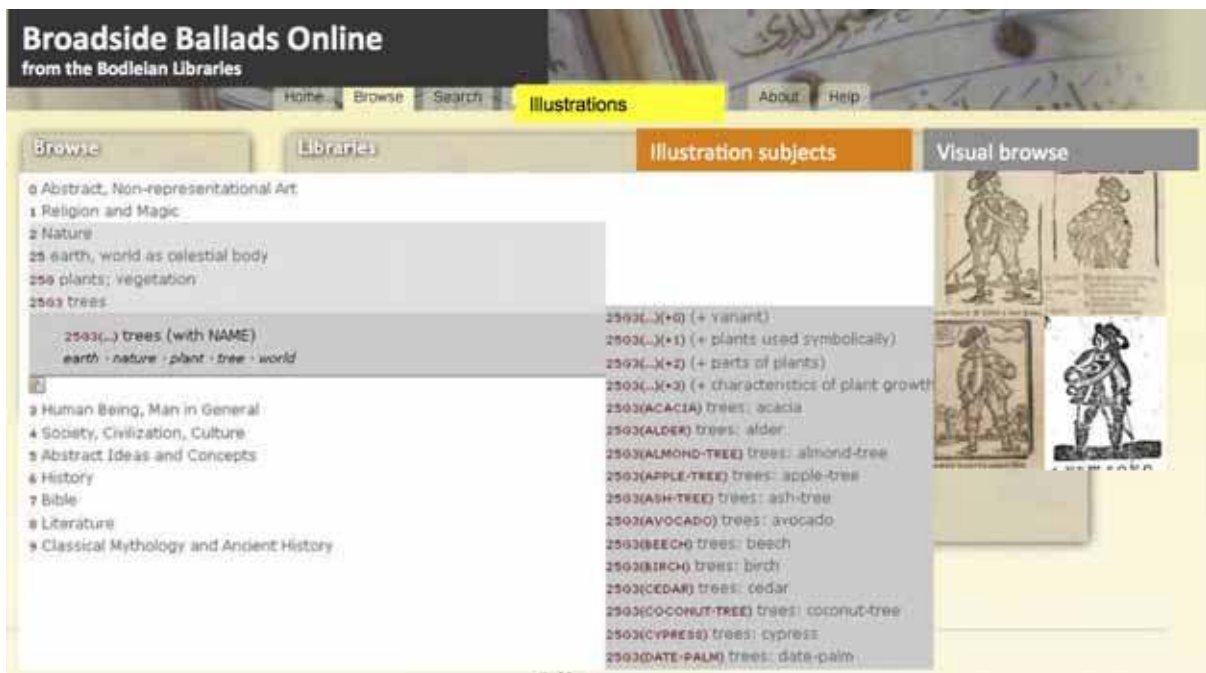 Broadside Ballads Online
from the Bodleian Libraries
Home Browse Search Illustrations About Help
Browse Libraries Illustration subjects Visual browse
0 Abstract, Non-representational Art
1 Religion and Magic
2 Nature
25 earth, world as celestial body
25G plants; vegetation
25G3 trees
25G3(...) trees (with NAME)
earth · nature · plant · tree · world
3 Human Being, Man in General
4 Society, Civilization, Culture
5 Abstract Ideas and Concepts
6 History
7 Bible
8 Literature
9 Classical Mythology and Ancient History
25G3(...)(+0) (+ variant)
25G3(...)(+1) (+ plants used symbolically)
25G3(...)(+2) (+ parts of plants)
25G3(...)(+3) (+ characteristics of plant growth
25G3(ACACIA) trees: acacia
25G3(ALDER) trees: alder
25G3(ALMOND-TREE) trees: almond-tree
25G3(APPLE-TREE) trees: apple-tree
25G3(ASH-TREE) trees: ash-tree
25G3(AVOCADO) trees: avocado
25G3(BEECH) trees: beech
25G3(BIRCH) trees: birch
25G3(CEDAR) trees: cedar
25G3(COCONUT-TREE) trees: coconut-tree
25G3(CYPRESS) trees: cypress
25G3(DATE-PALM) trees: date-palm